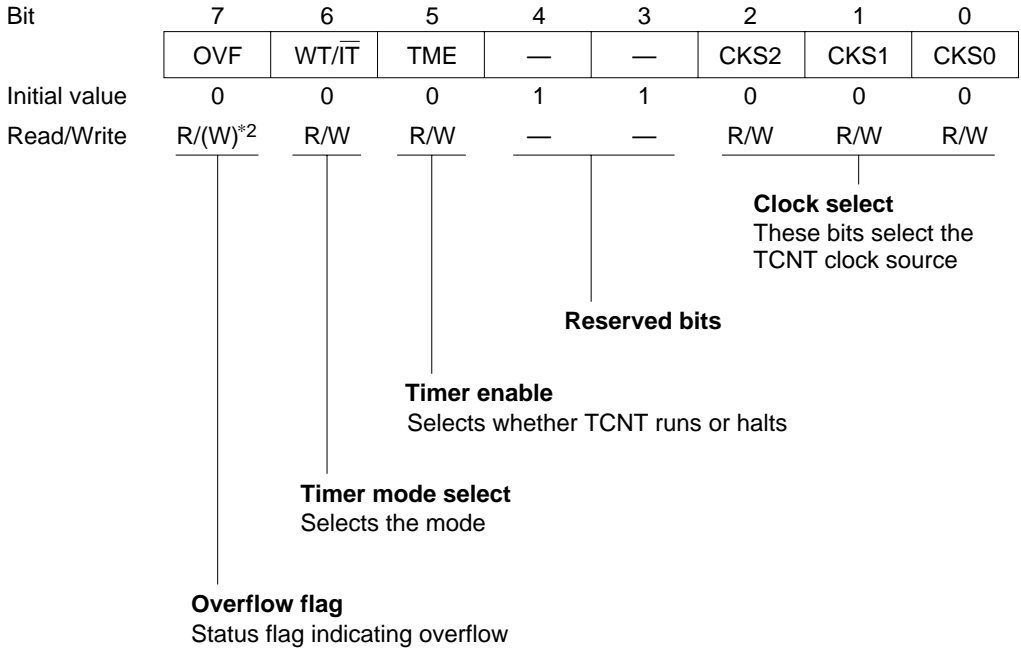 Bit 7 6 5 4 3 2 1 0
OVF WT/I̅T̅ TME — — CKS2 CKS1 CKS0
Initial value 0 0 0 1 1 0 0 0
Read/Write R/(W)*2 R/W R/W — — R/W R/W R/W
Clock select
These bits select the
TCNT clock source
Reserved bits
Timer enable
Selects whether TCNT runs or halts
Timer mode select
Selects the mode
Overflow flag
Status flag indicating overflow